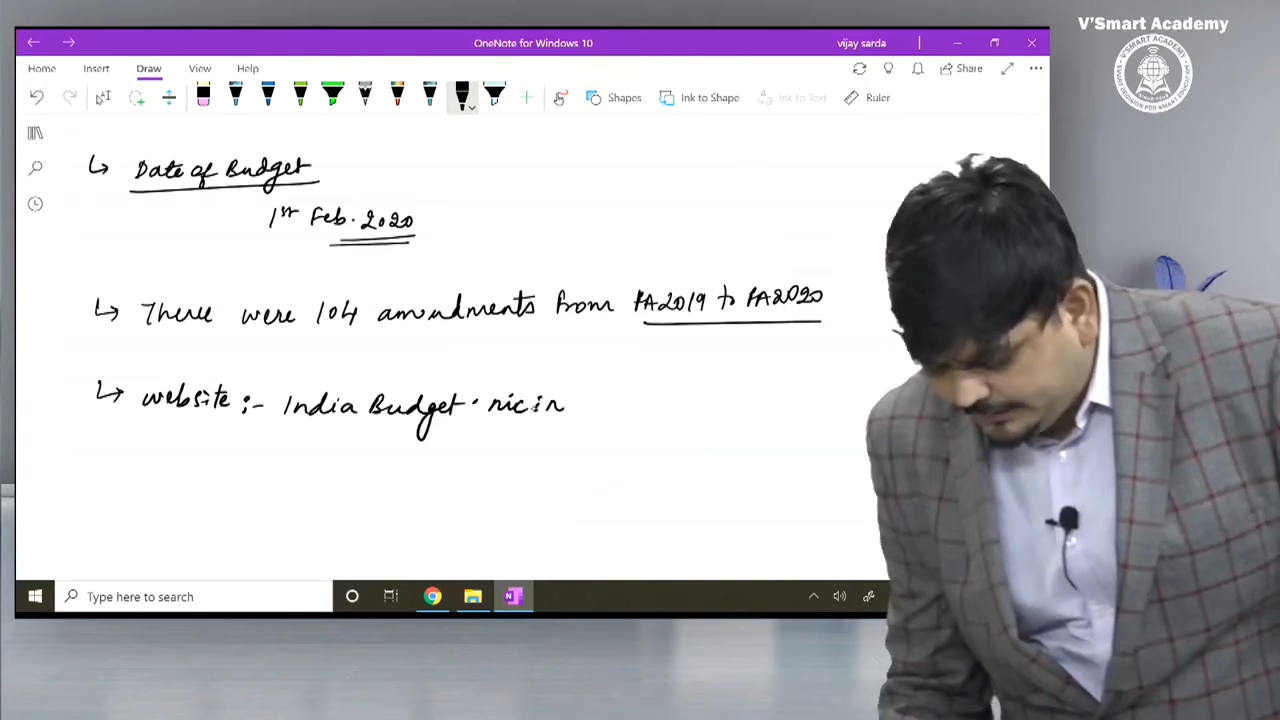 V'Smart Academy
OneNote for Windows 10
vijay sarda
Home Insert Draw View Help
Share
Shapes Ink to Shape Ink to Text Ruler
↳ Date of Budget
1st Feb. 2020
↳ There were 104 amendments from FA2019 to FA2020
↳ website :- India Budget.nic.in
Type here to search